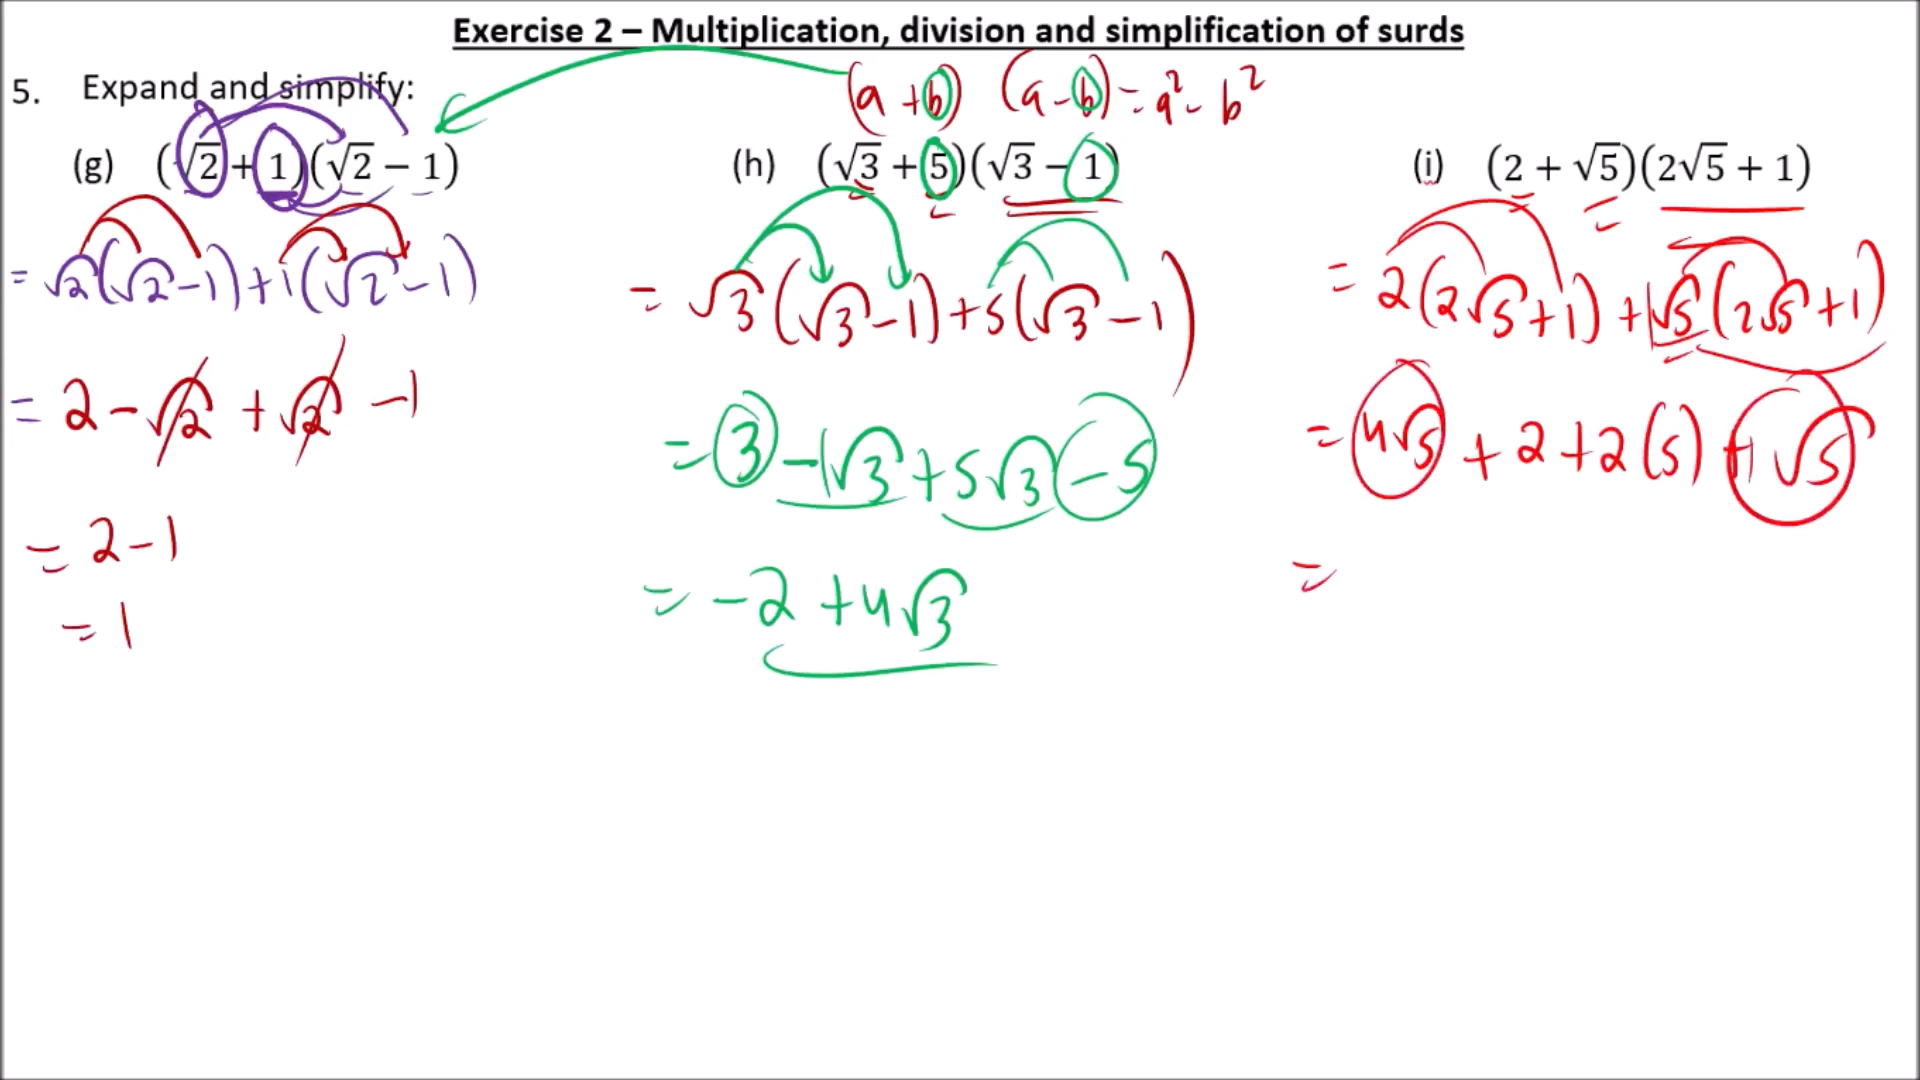 Exercise 2 – Multiplication, division and simplification of surds
5. Expand and simplify:
(a + b) (a - b) = a² - b²
(g) (√2 + 1)(√2 − 1)
= √2(√2 - 1) + 1(√2 - 1)
= 2 - √2 + √2 - 1
= 2 - 1
= 1
(h) (√3 + 5)(√3 − 1)
= √3(√3 - 1) + 5(√3 - 1)
= 3 - 1√3 + 5√3 - 5
= -2 + 4√3
(i) (2 + √5)(2√5 + 1)
= 2(2√5 + 1) + 1√5(2√5 + 1)
= 4√5 + 2 + 2(5) + 1√5
=